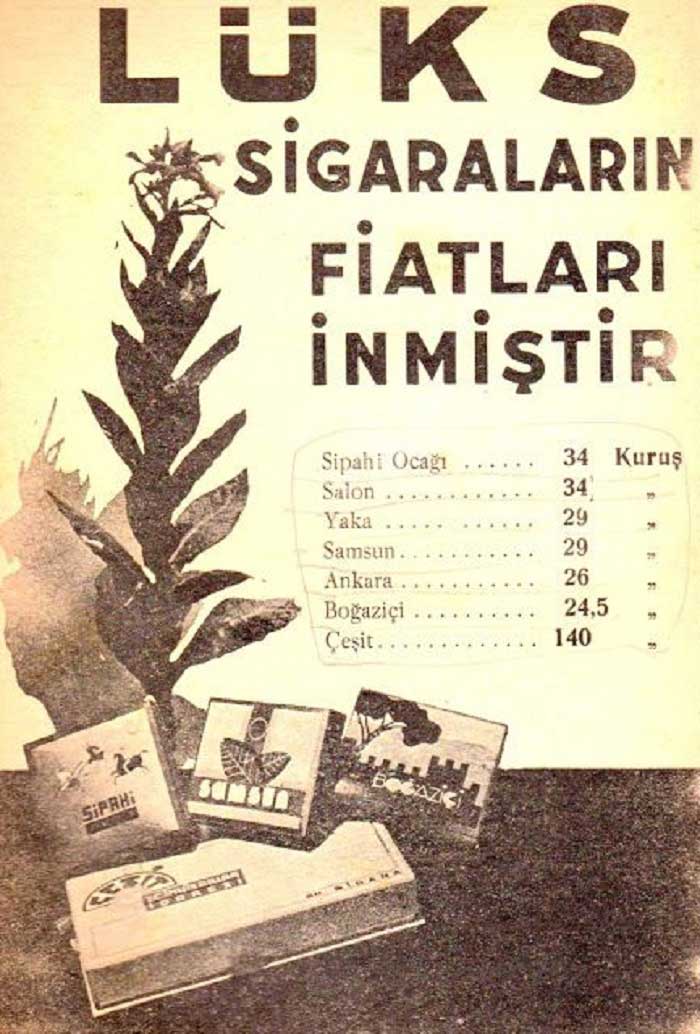 LÜKS
SİGARALARIN
FİATLARI
İNMİŞTİR
Sipahi Ocağı ...... 34 Kuruş
Salon ............ 34 „
Yaka ... ........ 29 „
Samsun........... 29 „
Ankara ........... 26 „
Boğaziçi ......... 24,5 „
Çeşit............. 140 „
SİPAHİ
SAMSUN
BOĞAZİÇİ
SİGARA